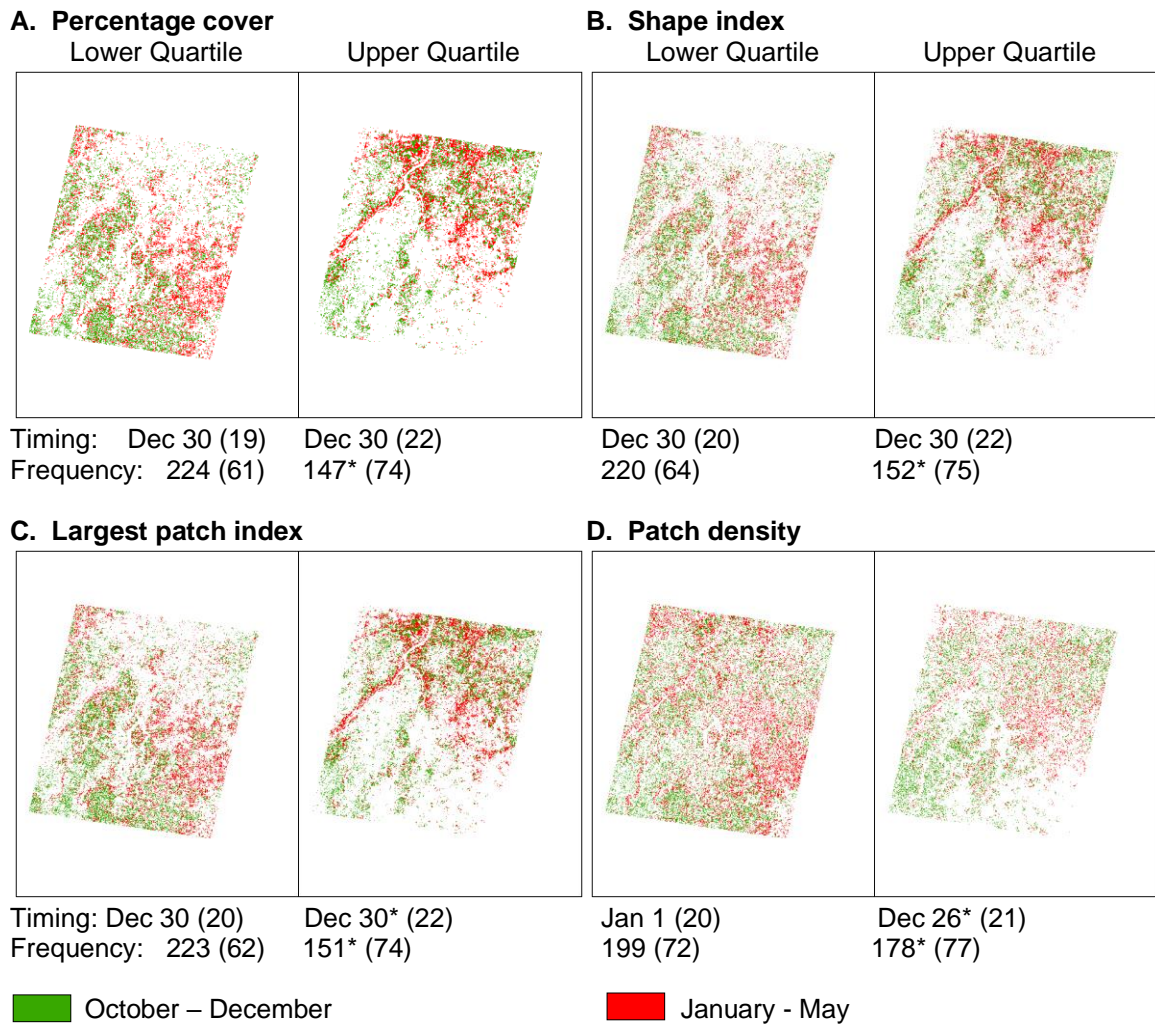 A. Percentage cover
Lower Quartile Upper Quartile
Timing: Dec 30 (19) Dec 30 (22)
Frequency: 224 (61) 147* (74)
B. Shape index
Lower Quartile Upper Quartile
Dec 30 (20) Dec 30 (22)
220 (64) 152* (75)
C. Largest patch index
Timing: Dec 30 (20) Dec 30* (22)
Frequency: 223 (62) 151* (74)
D. Patch density
Jan 1 (20) Dec 26* (21)
199 (72) 178* (77)
October – December
January - May